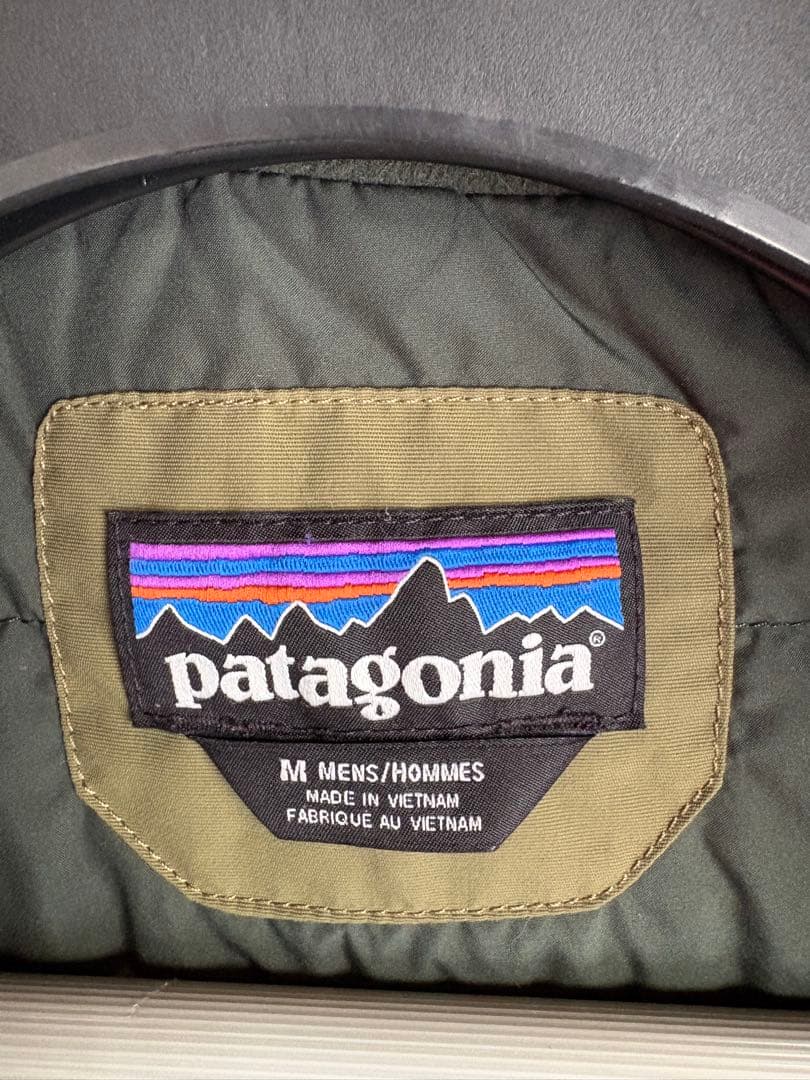 patagonia®
M MENS/HOMMES
MADE IN VIETNAM
FABRIQUE AU VIETNAM